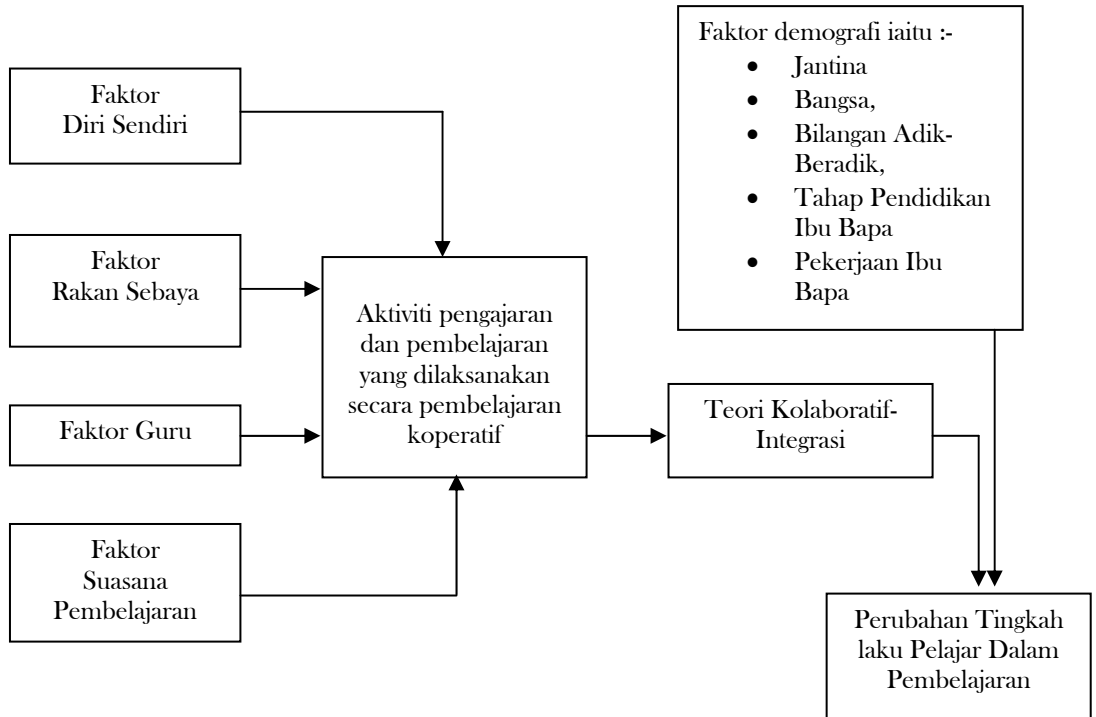 Faktor
Diri Sendiri
Faktor
Rakan Sebaya
Faktor Guru
Faktor
Suasana
Pembelajaran
Aktiviti pengajaran
dan pembelajaran
yang dilaksanakan
secara pembelajaran
koperatif
Teori Kolaboratif-
Integrasi
Faktor demografi iaitu :-
• Jantina
• Bangsa,
• Bilangan Adik-
Beradik,
• Tahap Pendidikan
Ibu Bapa
• Pekerjaan Ibu
Bapa
Perubahan Tingkah
laku Pelajar Dalam
Pembelajaran